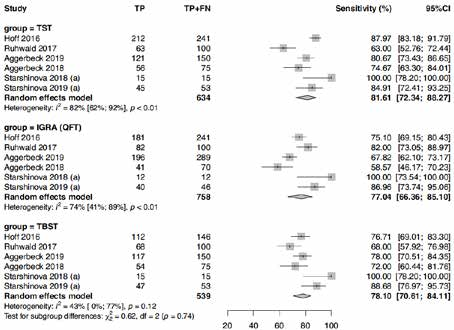 Study TP TP+FN Sensitivity (%) 95%CI
group = TST
Hoff 2016 212 241 87.97 [83.18; 91.79]
Ruhwald 2017 63 100 63.00 [52.76; 72.44]
Aggerbeck 2019 121 150 80.67 [73.43; 86.65]
Aggerbeck 2018 56 75 74.67 [63.30; 84.01]
Starshinova 2018 (a) 15 15 100.00 [78.20; 100.00]
Starshinova 2019 (a) 45 53 84.91 [72.41; 93.25]
Random effects model 634 81.61 [72.34; 88.27]
Heterogeneity: I² = 82% [62%; 92%], p < 0.01
group = IGRA (QFT)
Hoff 2016 181 241 75.10 [69.15; 80.43]
Ruhwald 2017 82 100 82.00 [73.05; 88.97]
Aggerbeck 2019 196 289 67.82 [62.10; 73.17]
Aggerbeck 2018 41 70 58.57 [46.17; 70.23]
Starshinova 2018 (a) 12 12 100.00 [73.54; 100.00]
Starshinova 2019 (a) 40 46 86.96 [73.74; 95.06]
Random effects model 758 77.04 [66.36; 85.10]
Heterogeneity: I² = 74% [41%; 89%], p < 0.01
group = TBST
Hoff 2016 112 146 76.71 [69.01; 83.30]
Ruhwald 2017 68 100 68.00 [57.92; 76.98]
Aggerbeck 2019 117 150 78.00 [70.51; 84.35]
Aggerbeck 2018 54 75 72.00 [60.44; 81.76]
Starshinova 2018 (a) 15 15 100.00 [78.20; 100.00]
Starshinova 2019 (a) 47 53 88.68 [76.97; 95.73]
Random effects model 539 78.10 [70.61; 84.11]
Heterogeneity: I² = 43% [ 0%; 77%], p = 0.12
Test for subgroup differences: χ²₂ = 0.62, df = 2 (p = 0.74)
20 40 60 80 100